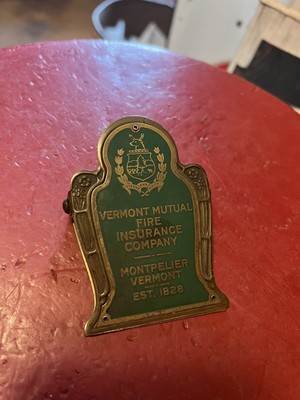 VERMONT MUTUAL
FIRE
INSURANCE
COMPANY
MONTPELIER
VERMONT
EST. 1828